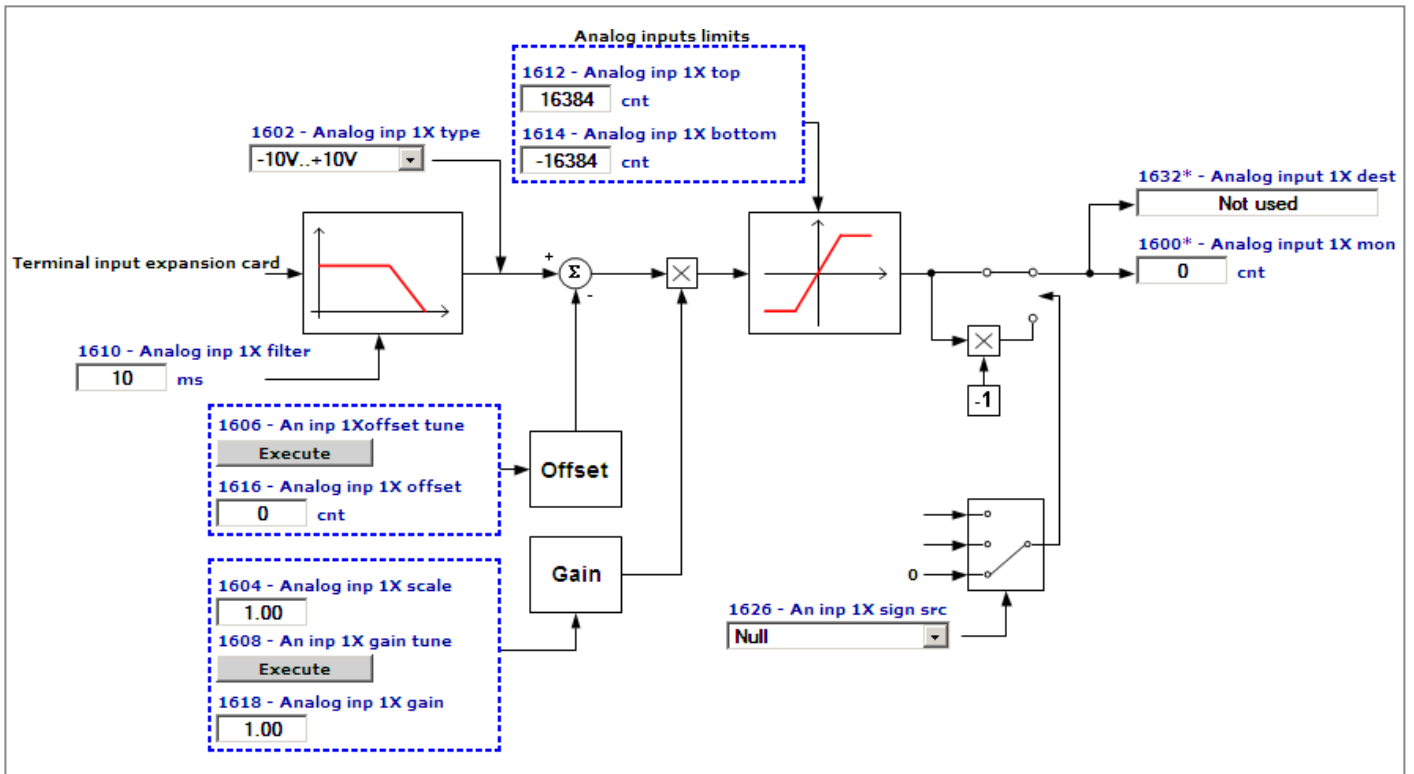 Analog inputs limits
1612 - Analog inp 1X top
16384 cnt
1614 - Analog inp 1X bottom
-16384 cnt
1602 - Analog inp 1X type
-10V..+10V
1632* - Analog input 1X dest
Not used
1600* - Analog input 1X mon
0 cnt
Terminal input expansion card
+
Σ
-
1610 - Analog inp 1X filter
10 ms
-1
1606 - An inp 1Xoffset tune
Execute
1616 - Analog inp 1X offset
0 cnt
Offset
1604 - Analog inp 1X scale
1.00
1608 - An inp 1X gain tune
Execute
1618 - Analog inp 1X gain
1.00
Gain
0
1626 - An inp 1X sign src
Null